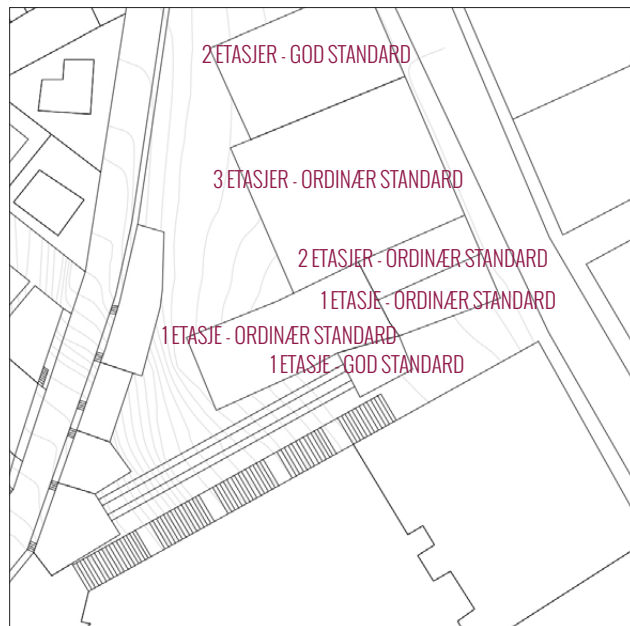 2 ETASJER - GOD STANDARD
3 ETASJER - ORDINÆR STANDARD
2 ETASJER - ORDINÆR STANDARD
1 ETASJE - ORDINÆR STANDARD
1 ETASJE - ORDINÆR STANDARD
1 ETASJE - GOD STANDARD